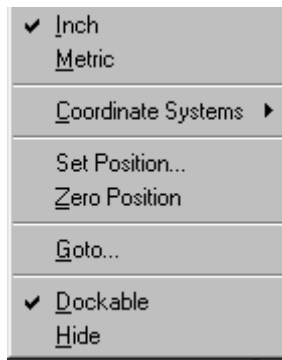 Inch
Metric
Coordinate Systems
Set Position...
Zero Position
Goto...
Dockable
Hide